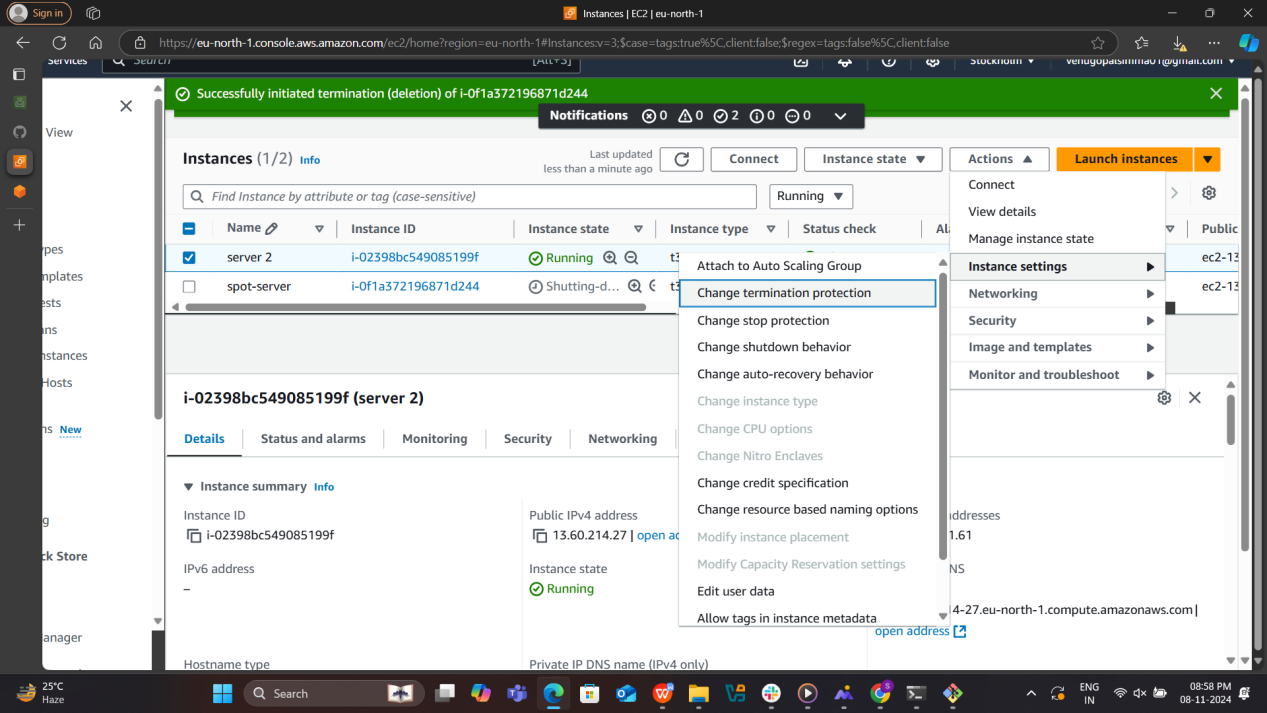 Sign in
Instances | EC2 | eu-north-1
https://eu-north-1.console.aws.amazon.com/ec2/home?region=eu-north-1#Instances:v=3;$case=tags:true%5C,client:false;$regex=tags:false%5C,client:false
Services
Search
[Alt+S]
Stockholm
venugopalsimma01@gmail.com
Successfully initiated termination (deletion) of i-0f1a372196871d244
Notifications 0 0 2 0 0
View
Instances (1/2) Info
Last updated
less than a minute ago
Connect
Instance state
Actions
Launch instances
Find Instance by attribute or tag (case-sensitive)
Running
Name
Instance ID
Instance state
Instance type
Status check
Al
Public
server 2
i-02398bc549085199f
Running
t3
ec2-13
spot-server
i-0f1a372196871d244
Shutting-d...
t3
ec2-13
Connect
View details
Manage instance state
Instance settings
Networking
Security
Image and templates
Monitor and troubleshoot
Attach to Auto Scaling Group
Change termination protection
Change stop protection
Change shutdown behavior
Change auto-recovery behavior
Change instance type
Change CPU options
Change Nitro Enclaves
Change credit specification
Change resource based naming options
Modify instance placement
Modify Capacity Reservation settings
Edit user data
Allow tags in instance metadata
ypes
mplates
ests
ns
nstances
Hosts
ns New
g
ck Store
anager
i-02398bc549085199f (server 2)
Details
Status and alarms
Monitoring
Security
Networking
Instance summary Info
Instance ID
i-02398bc549085199f
Public IPv4 address
13.60.214.27 | open ad
ddresses
1.61
IPv6 address
–
Instance state
Running
NS
4-27.eu-north-1.compute.amazonaws.com |
open address
Hostname type
Private IP DNS name (IPv4 only)
25°C
Haze
Search
ENG
IN
08:58 PM
08-11-2024